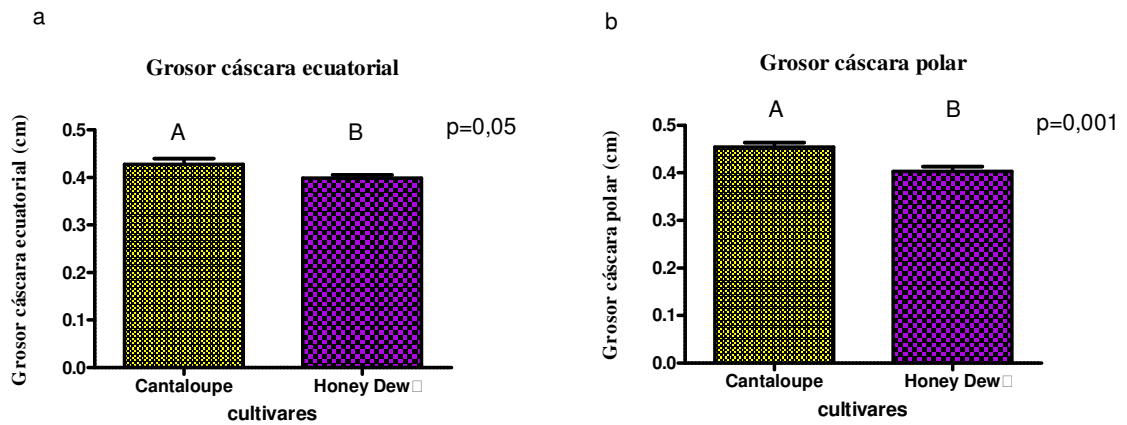 a
Grosor cáscara ecuatorial
Grosor cáscara ecuatorial (cm)
0.5
0.4
0.3
0.2
0.1
0.0
A
B
p=0,05
Cantaloupe
Honey Dew□
cultivares
b
Grosor cáscara polar
Grosor cáscara polar (cm)
0.5
0.4
0.3
0.2
0.1
0.0
A
B
p=0,001
Cantaloupe
Honey Dew□
cultivares